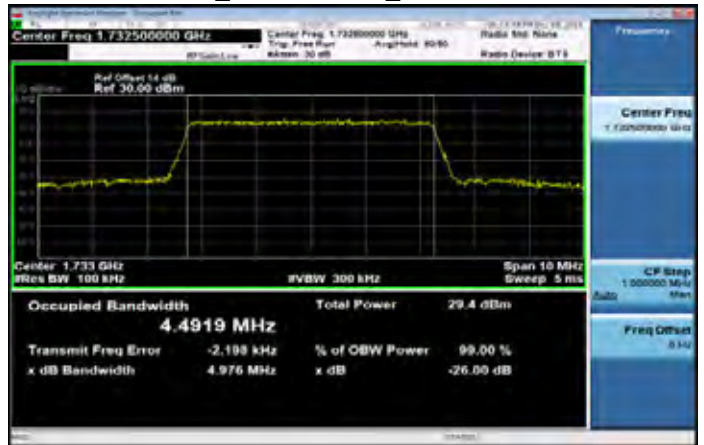 Center Freq 1.732500000 GHz
Center Freq: 1.732500000 GHz
Radio Std: None
Trig: Free Run
Avg|Hold: 50/50
#IFGain:Low
#Atten: 30 dB
Radio Device: BTS
Frequency
Ref Offset 14 dB
Ref 30.00 dBm
Center Freq
1.732500000 GHz
Center 1.733 GHz
Span 10 MHz
#Res BW 100 kHz
#VBW 300 kHz
Sweep 5 ms
CF Step
1.000000 MHz
Auto Man
Occupied Bandwidth
Total Power 29.4 dBm
4.4919 MHz
Freq Offset
0 Hz
Transmit Freq Error -2.198 kHz % of OBW Power 99.00 %
x dB Bandwidth 4.976 MHz x dB -26.00 dB